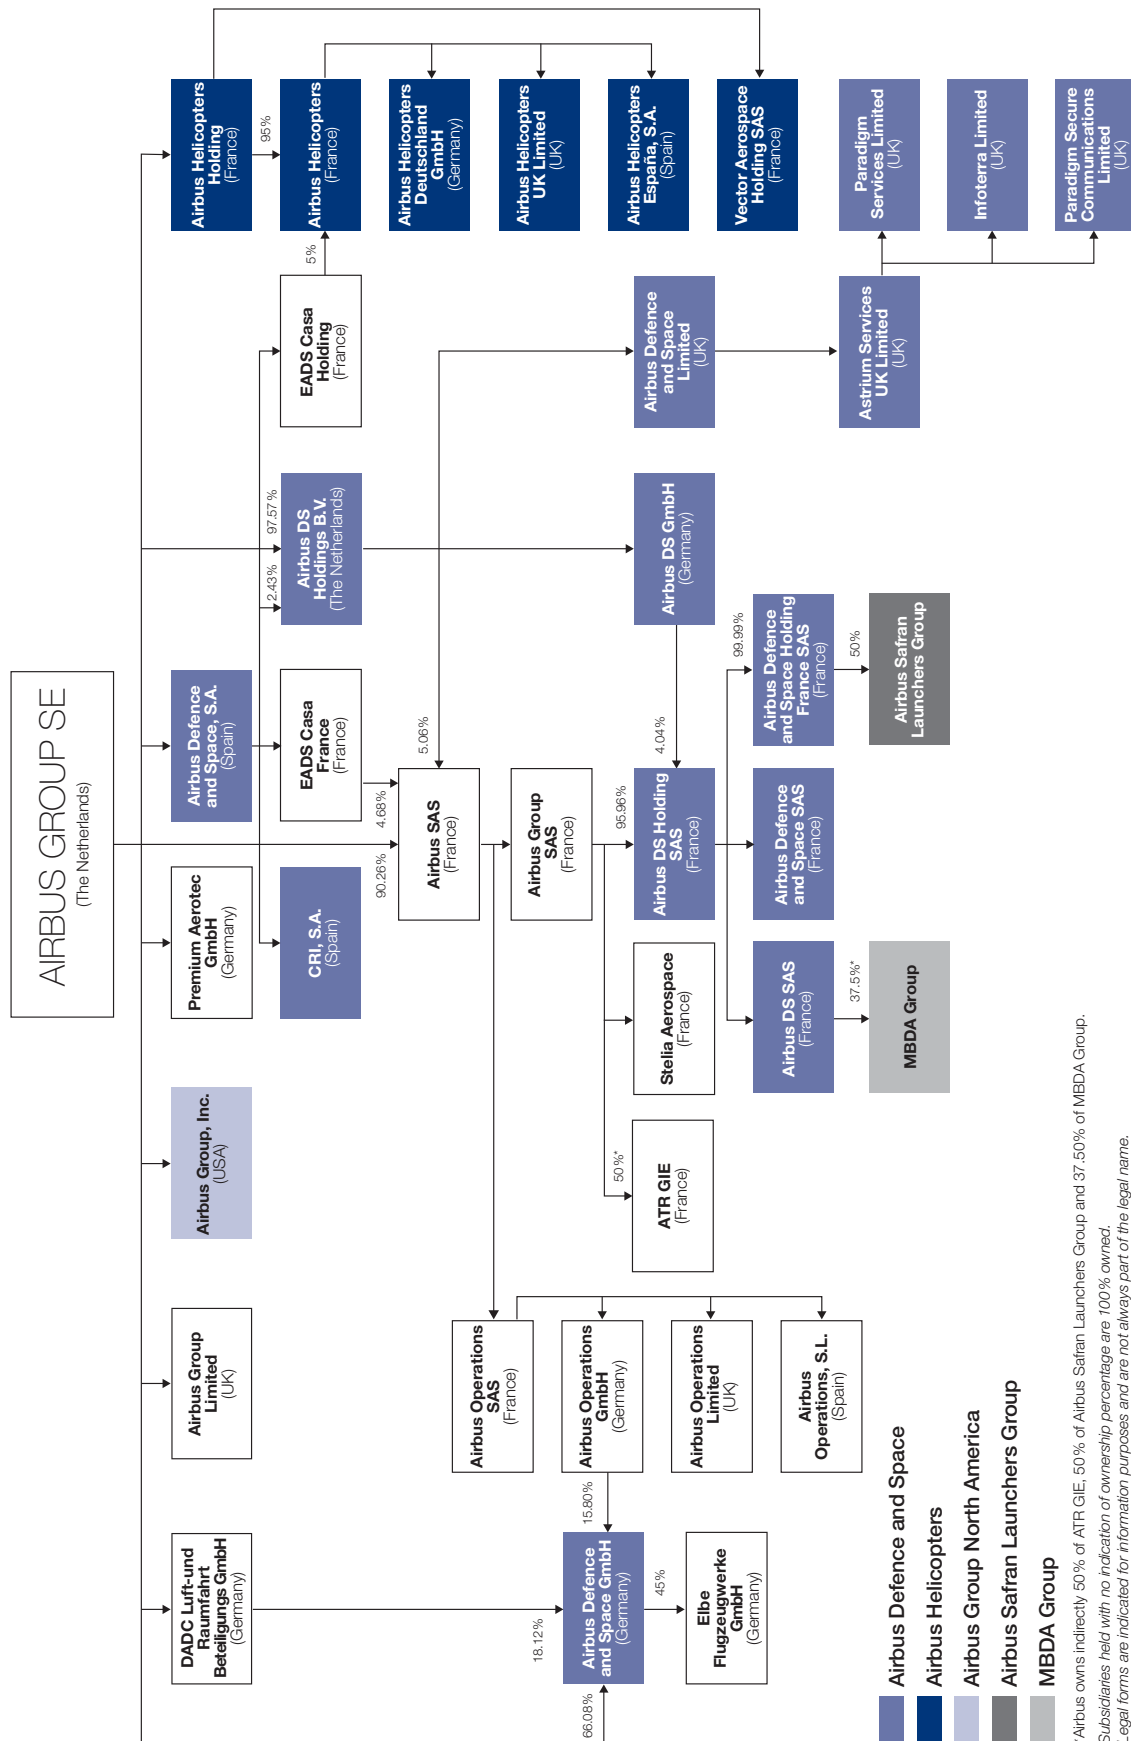 AIRBUS GROUP SE
(The Netherlands)
DADC Luft-und
Raumfahrt
Beteiligungs GmbH
(Germany)
Airbus Group
Limited
(UK)
Airbus Group, Inc.
(USA)
Premium Aerotec
GmbH
(Germany)
Airbus Defence
and Space, S.A.
(Spain)
Airbus Helicopters
Holding
(France)
CRI, S.A.
(Spain)
EADS Casa
France
(France)
2.43%
97.57%
Airbus DS
Holdings B.V.
(The Netherlands)
EADS Casa
Holding
(France)
5%
95%
Airbus Helicopters
(France)
90.26%
4.68%
5.06%
Airbus SAS
(France)
Airbus Helicopters
Deutschland
GmbH
(Germany)
Airbus Operations
SAS
(France)
Airbus Group
SAS
(France)
Airbus Helicopters
UK Limited
(UK)
18.12%
15.80%
66.08%
Airbus Defence
and Space GmbH
(Germany)
Airbus Operations
GmbH
(Germany)
50%*
95.96%
4.04%
ATR GIE
(France)
Stelia Aerospace
(France)
Airbus DS Holding
SAS
(France)
Airbus DS GmbH
(Germany)
Airbus Defence
and Space
Limited
(UK)
Airbus Helicopters
España, S.A.
(Spain)
45%
Elbe
Flugzeugwerke
GmbH
(Germany)
Airbus Operations
Limited
(UK)
Vector Aerospace
Holding SAS
(France)
99.99%
Airbus
Operations, S.L.
(Spain)
Airbus DS SAS
(France)
Airbus Defence
and Space SAS
(France)
Airbus Defence
and Space Holding
France SAS
(France)
Astrium Services
UK Limited
(UK)
Paradigm
Services Limited
(UK)
37.5%*
50%
MBDA Group
Airbus Safran
Launchers Group
Infoterra Limited
(UK)
Paradigm Secure
Communications
Limited
(UK)
Airbus Defence and Space
Airbus Helicopters
Airbus Group North America
Airbus Safran Launchers Group
MBDA Group
*Airbus owns indirectly 50% of ATR GIE, 50% of Airbus Safran Launchers Group and 37.50% of MBDA Group.
Subsidiaries held with no indication of ownership percentage are 100% owned.
Legal forms are indicated for information purposes and are not always part of the legal name.